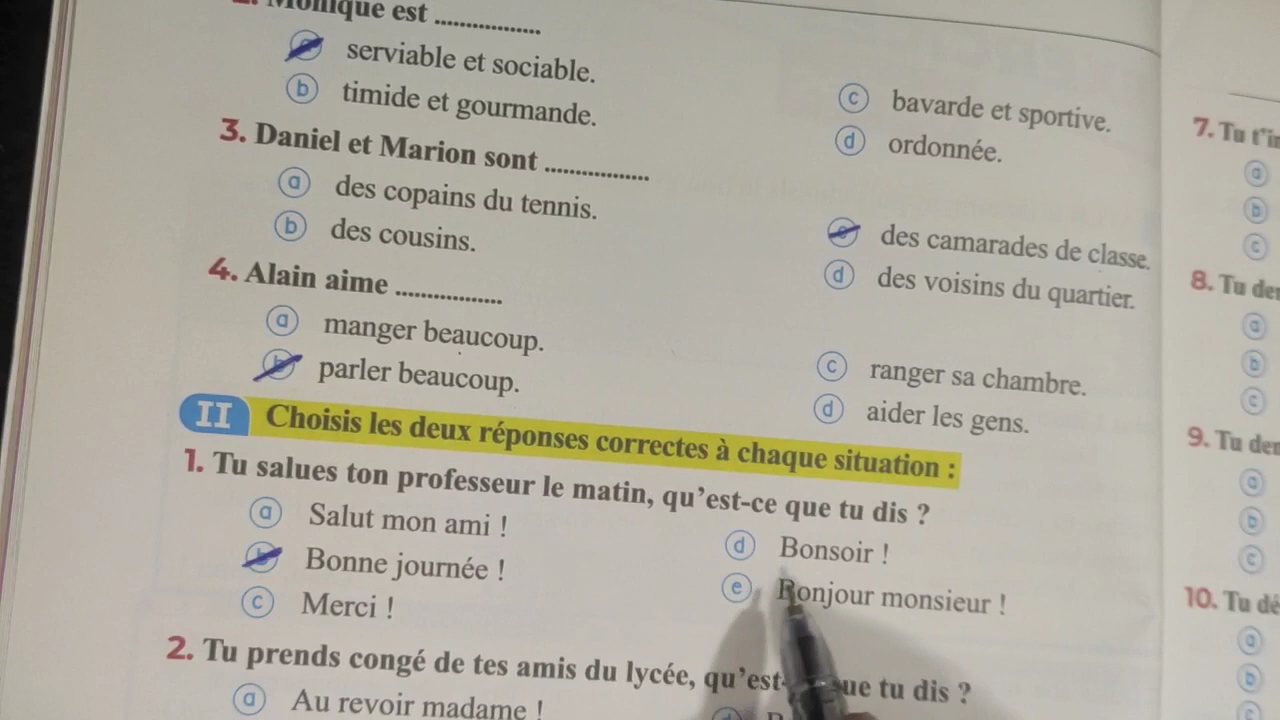 2. Monique est .................
a serviable et sociable.
b timide et gourmande.
c bavarde et sportive.
d ordonnée.
3. Daniel et Marion sont .................
a des copains du tennis.
b des cousins.
c des camarades de classe.
d des voisins du quartier.
4. Alain aime .................
a manger beaucoup.
b parler beaucoup.
c ranger sa chambre.
d aider les gens.
II Choisis les deux réponses correctes à chaque situation :
1. Tu salues ton professeur le matin, qu'est-ce que tu dis ?
a Salut mon ami !
b Bonne journée !
c Merci !
d Bonsoir !
e Bonjour monsieur !
2. Tu prends congé de tes amis du lycée, qu'est- que tu dis ?
a Au revoir madame !
7. Tu
a
b
c
8. Tu
a
b
c
9. Tu
a
b
c
10. Tu
a
b
c